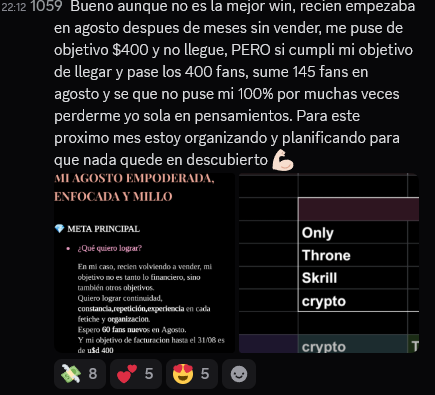 22:12 1059 Bueno aunque no es la mejor win, recien empezaba
en agosto despues de meses sin vender, me puse de
objetivo $400 y no llegue, PERO si cumpli mi objetivo
de llegar y pase los 400 fans, sume 145 fans en
agosto y se que no puse mi 100% por muchas veces
perderme yo sola en pensamientos. Para este
proximo mes estoy organizando y planificando para
que nada quede en descubierto 💪🏻
MI AGOSTO EMPODERADA,
ENFOCADA Y MILLO
💎 META PRINCIPAL
• ¿Qué quiero lograr?
En mi caso, recien volviendo a vender, mi
objetivo no es tanto lo financiero, sino
también otros objetivos.
Quiero lograr continuidad,
constancia,repetición,experiencia en cada
fetiche y organizacion.
Espero 60 fans nuevos en Agosto.
Y mi objetivo de facturacion hasta el 31/08 es
de u$d 400
Only
Throne
Skrill
crypto
crypto
T
💸 8 💕 5 😍 5